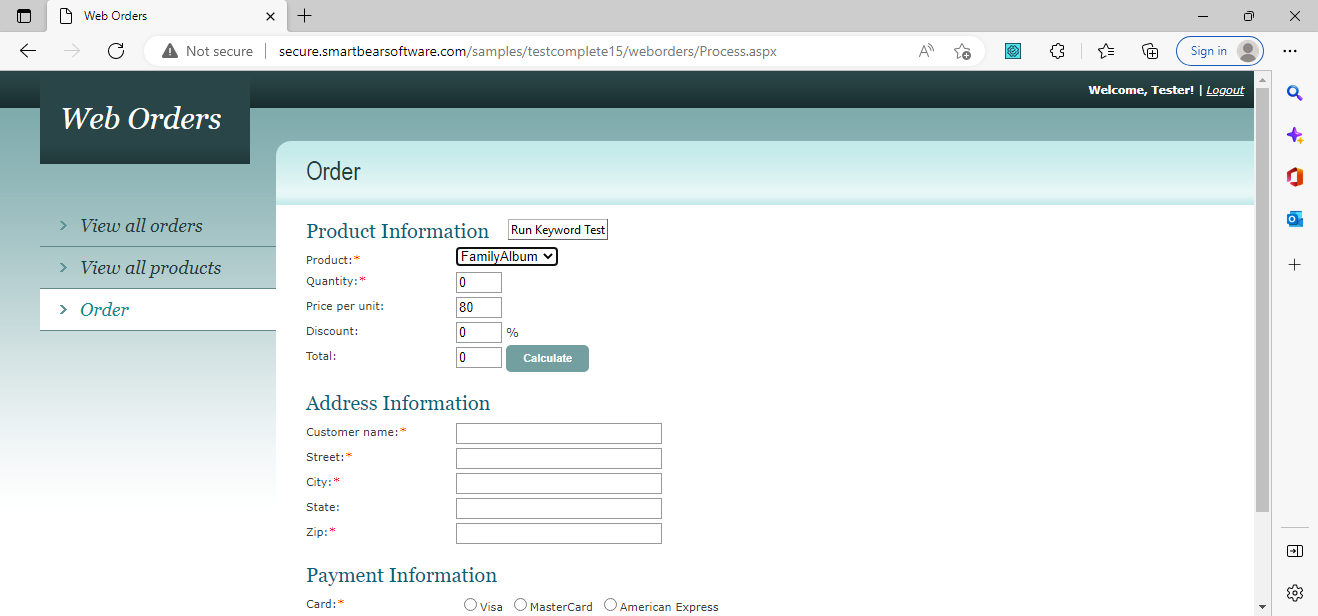 Web Orders
Not secure | secure.smartbearsoftware.com/samples/testcomplete15/weborders/Process.aspx
Sign in
Welcome, Tester! | Logout
Web Orders
Order
View all orders
View all products
Order
Product Information
Run Keyword Test
Product:*
FamilyAlbum
Quantity:*
0
Price per unit:
80
Discount:
0 %
Total:
0
Calculate
Address Information
Customer name:*
Street:*
City:*
State:
Zip:*
Payment Information
Card:*
Visa MasterCard American Express